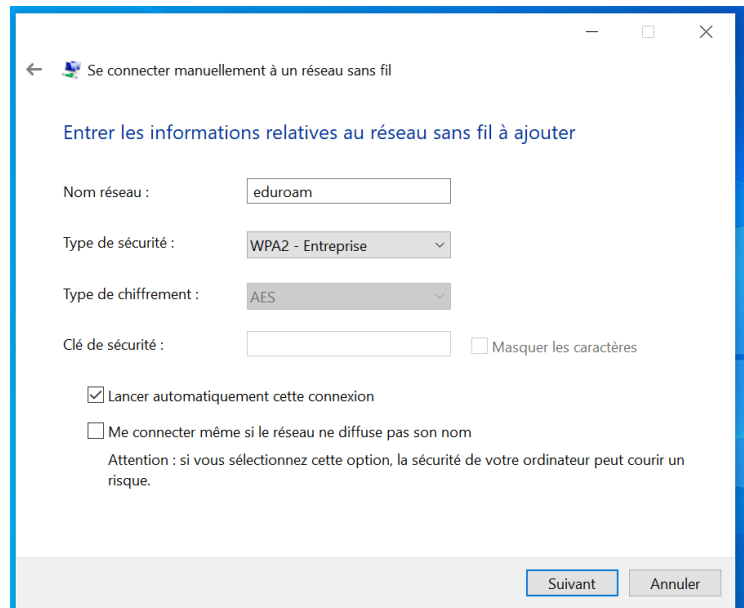 Se connecter manuellement à un réseau sans fil
Entrer les informations relatives au réseau sans fil à ajouter
Nom réseau :
eduroam
Type de sécurité :
WPA2 - Entreprise
Type de chiffrement :
AES
Clé de sécurité :
Masquer les caractères
Lancer automatiquement cette connexion
Me connecter même si le réseau ne diffuse pas son nom
Attention : si vous sélectionnez cette option, la sécurité de votre ordinateur peut courir un
risque.
Suivant
Annuler